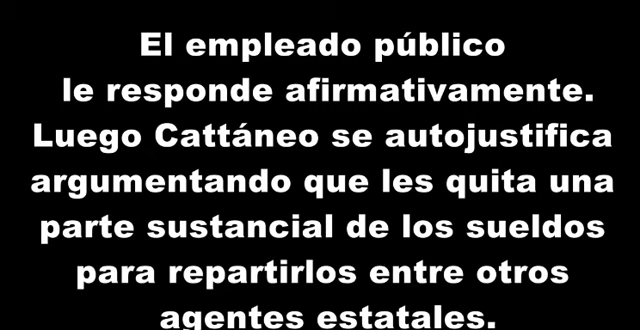 El empleado público
le responde afirmativamente.
Luego Cattáneo se autojustifica
argumentando que les quita una
parte sustancial de los sueldos
para repartirlos entre otros
agentes estatales.